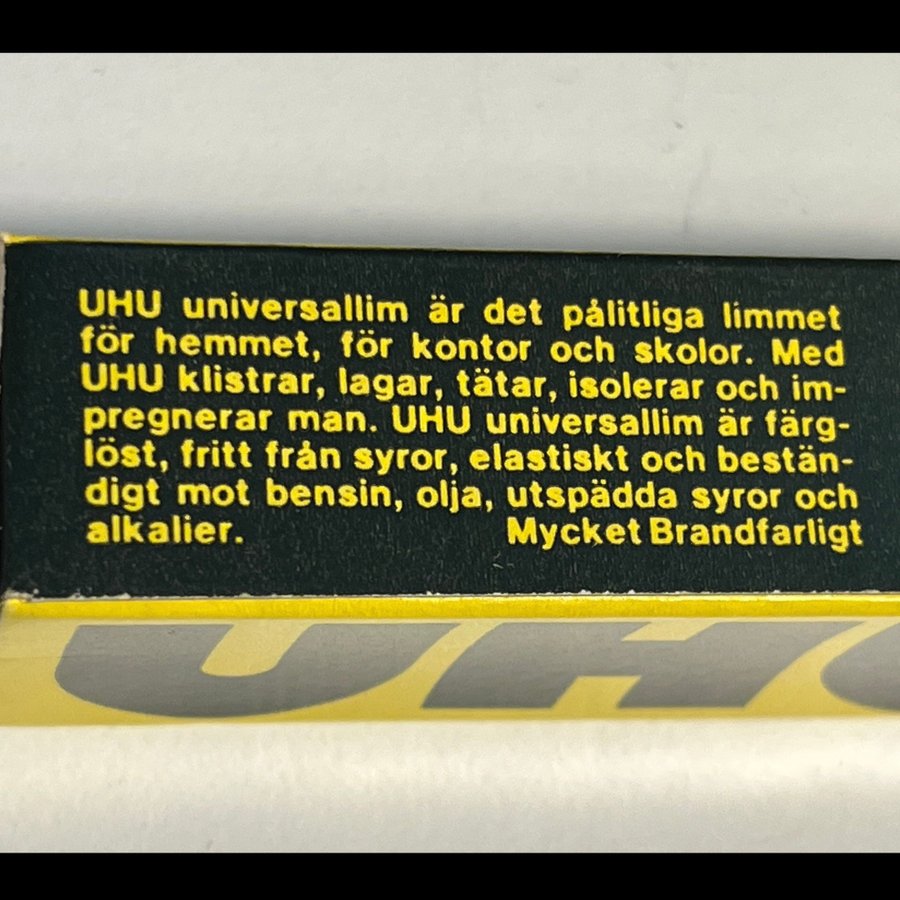 UHU universallim är det pålitliga limmet
för hemmet, för kontor och skolor. Med
UHU klistrar, lagar, tätar, isolerar och im-
pregnerar man. UHU universallim är färg-
löst, fritt från syror, elastiskt och bestän-
digt mot bensin, olja, utspädda syror och
alkalier. Mycket Brandfarligt
UHU